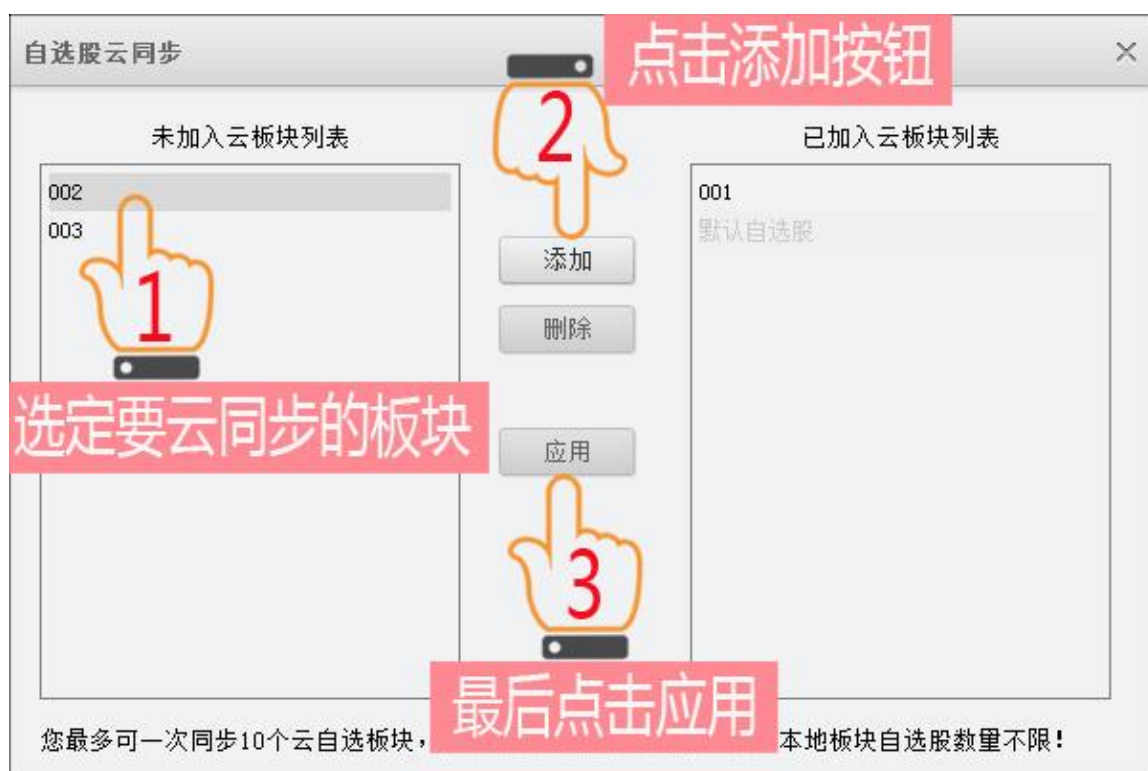 自选股云同步
点击添加按钮
2
未加入云板块列表
已加入云板块列表
002
003
001
默认自选股
添加
1
删除
选定要云同步的板块
应用
3
最后点击应用
您最多可一次同步10个云自选板块，
本地板块自选股数量不限！